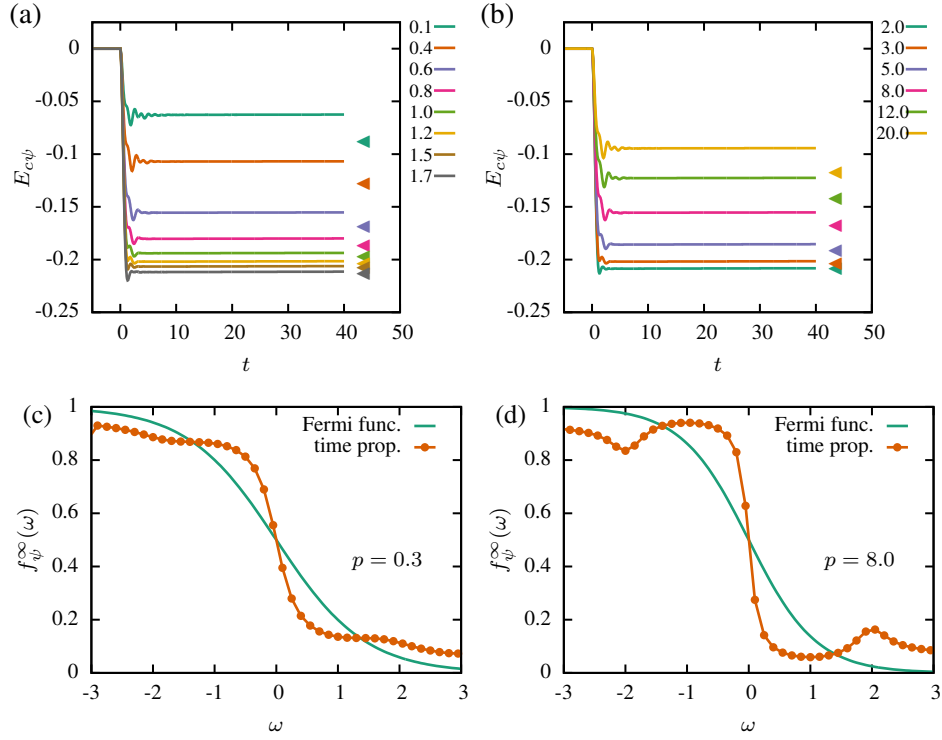 (a)
0
-0.05
-0.1
-0.15
-0.2
-0.25
E_{cψ}
0 10 20 30 40 50
t
0.1
0.4
0.6
0.8
1.0
1.2
1.5
1.7
(b)
0
-0.05
-0.1
-0.15
-0.2
-0.25
E_{cψ}
0 10 20 30 40 50
t
2.0
3.0
5.0
8.0
12.0
20.0
(c)
1
0.8
0.6
0.4
0.2
0
f_ψ^∞(ω)
Fermi func.
time prop.
p = 0.3
-3 -2 -1 0 1 2 3
ω
(d)
1
0.8
0.6
0.4
0.2
0
f_ψ^∞(ω)
Fermi func.
time prop.
p = 8.0
-3 -2 -1 0 1 2 3
ω